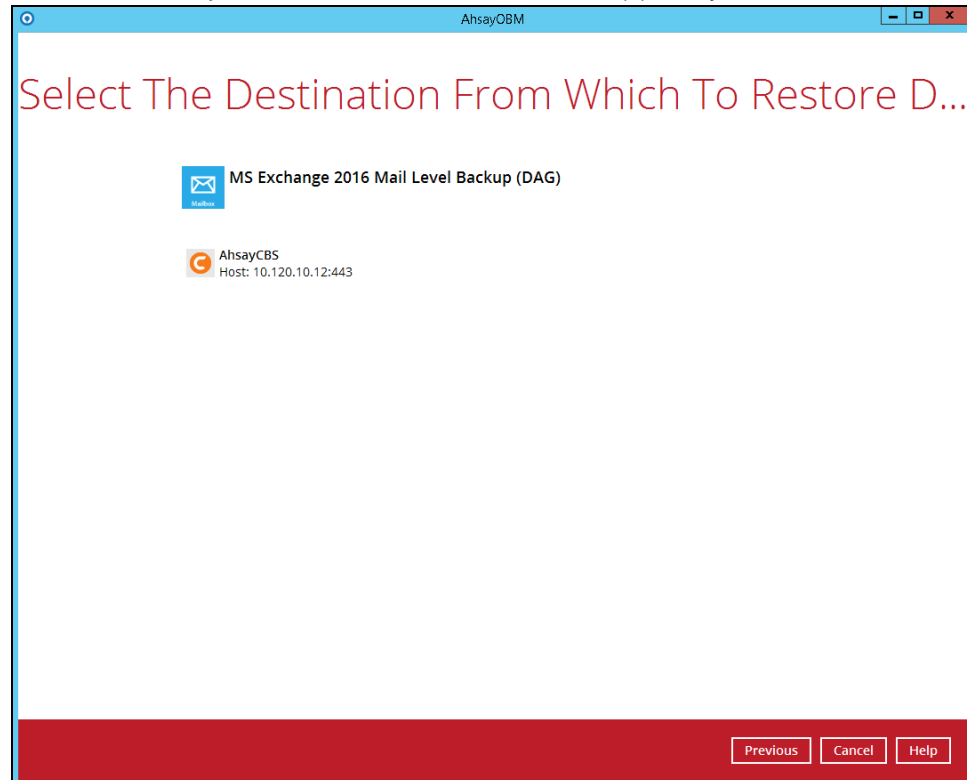 AhsayOBM
Select The Destination From Which To Restore D...
MS Exchange 2016 Mail Level Backup (DAG)
Mailbox
AhsayCBS
Host: 10.120.10.12:443
Previous Cancel Help